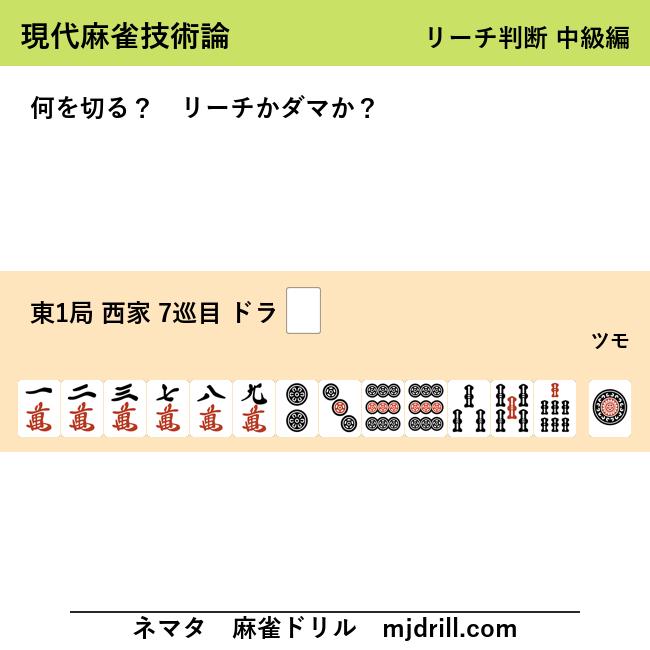 現代麻雀技術論
リーチ判断 中級編
何を切る？　リーチかダマか？
東1局 西家 7巡目 ドラ
ツモ
一萬 二萬 三萬 七萬 八萬 九萬
ネマタ　麻雀ドリル　mjdrill.com